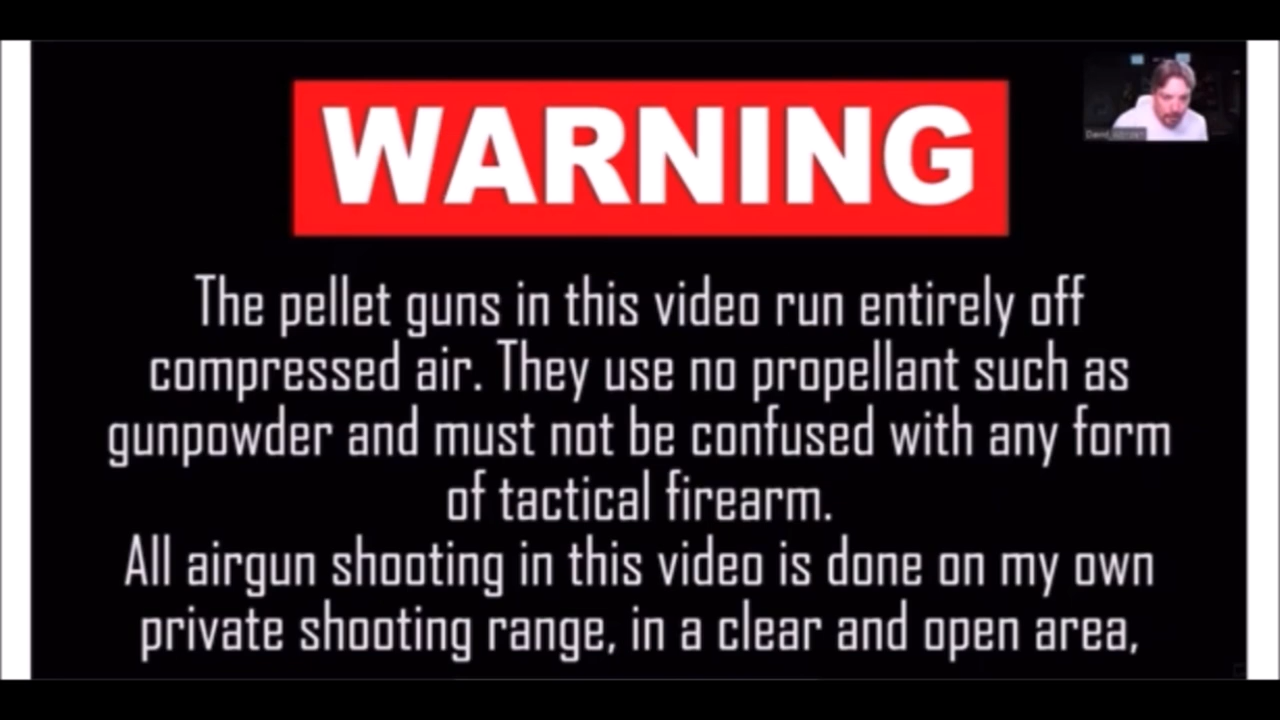 WARNING
David
The pellet guns in this video run entirely off
compressed air. They use no propellant such as
gunpowder and must not be confused with any form
of tactical firearm.
All airgun shooting in this video is done on my own
private shooting range, in a clear and open area,